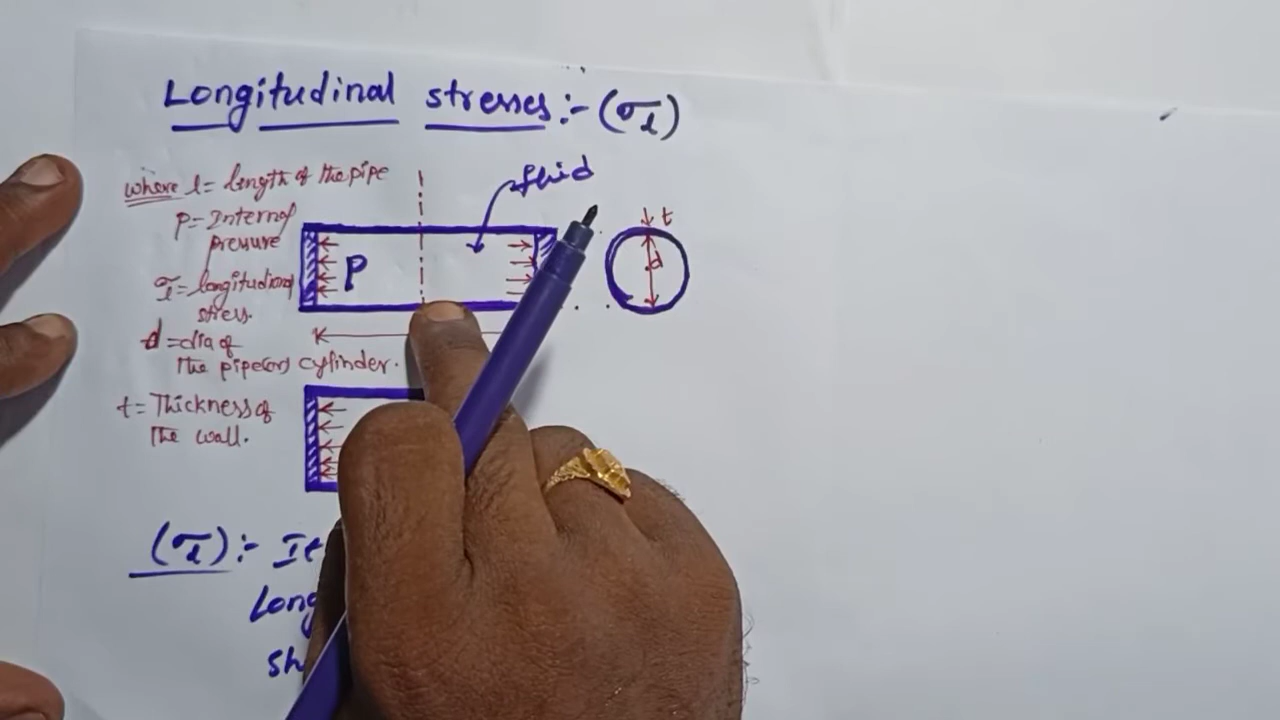 Longitudinal stresses:- (σl)
where l = length of the pipe
P = Internal
pressure
σl = longitudional
stress.
d = dia of
the pipe (or) cylinder.
t = Thickness of
the wall.
fluid
P
t
d
(σl):- It
Long
sh